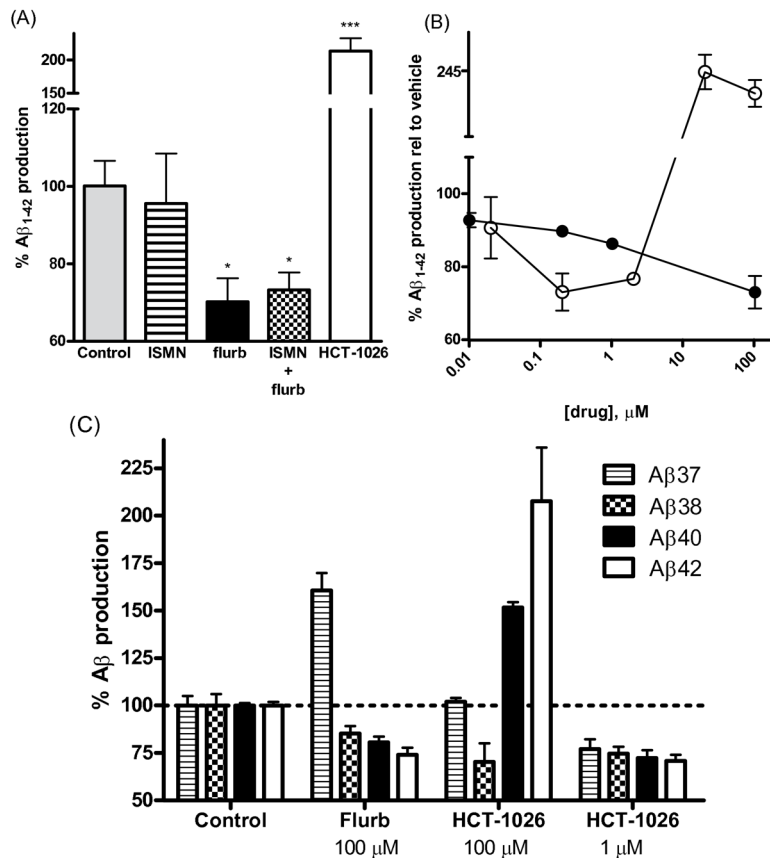 (A)
% Aβ1-42 production
200
150
120
100
80
60
***
*
*
Control
ISMN
flurb
ISMN
+
flurb
HCT-1026
(B)
% Aβ1-42 production rel to vehicle
245
100
80
60
0.01
0.1
1
10
100
[drug], μM
(C)
% Aβ production
225
200
175
150
125
100
75
50
Aβ37
Aβ38
Aβ40
Aβ42
Control
Flurb
100 μM
HCT-1026
100 μM
HCT-1026
1 μM